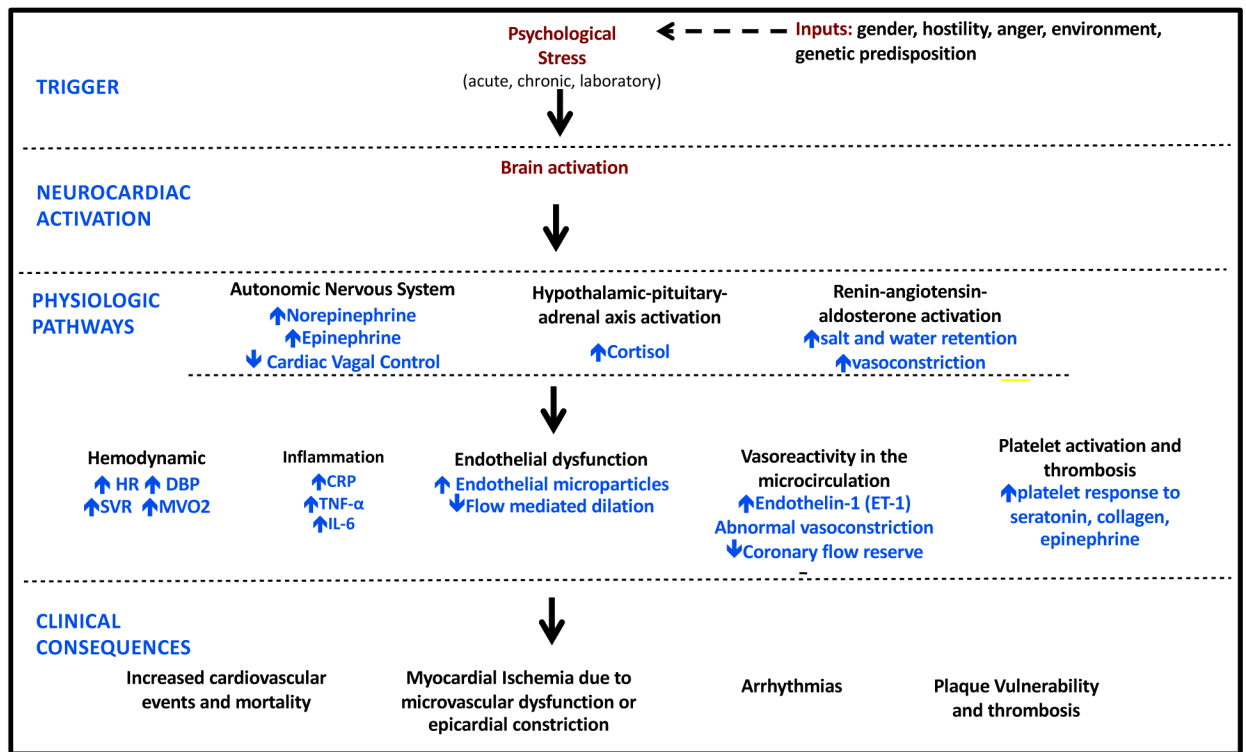 Psychological
Stress
(acute, chronic, laboratory)
Inputs: gender, hostility, anger, environment,
genetic predisposition
TRIGGER
Brain activation
NEUROCARDIAC
ACTIVATION
PHYSIOLOGIC
PATHWAYS
Autonomic Nervous System
Norepinephrine
Epinephrine
Cardiac Vagal Control
Hypothalamic-pituitary-
adrenal axis activation
Cortisol
Renin-angiotensin-
aldosterone activation
salt and water retention
vasoconstriction
Hemodynamic
HR DBP
SVR MVO2
Inflammation
CRP
TNF-α
IL-6
Endothelial dysfunction
Endothelial microparticles
Flow mediated dilation
Vasoreactivity in the
microcirculation
Endothelin-1 (ET-1)
Abnormal vasoconstriction
Coronary flow reserve
Platelet activation and
thrombosis
platelet response to
seratonin, collagen,
epinephrine
CLINICAL
CONSEQUENCES
Increased cardiovascular
events and mortality
Myocardial Ischemia due to
microvascular dysfunction or
epicardial constriction
Arrhythmias
Plaque Vulnerability
and thrombosis